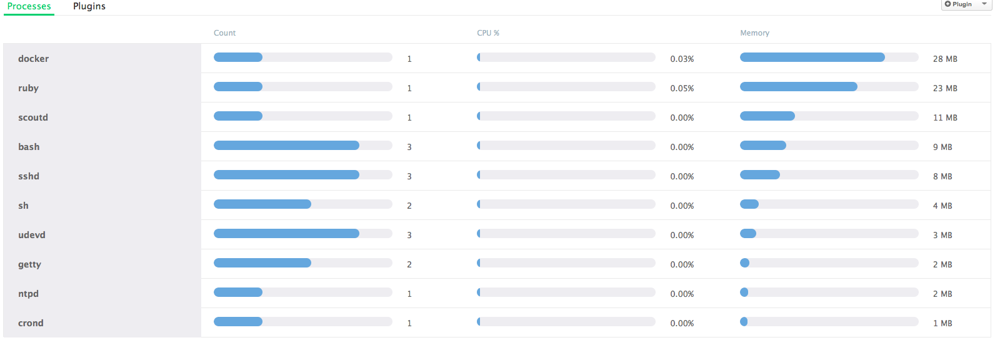 Processes Plugins Plugin
Count CPU % Memory
docker 1 0.03% 28 MB
ruby 1 0.05% 23 MB
scoutd 1 0.00% 11 MB
bash 3 0.00% 9 MB
sshd 3 0.00% 8 MB
sh 2 0.00% 4 MB
udevd 3 0.00% 3 MB
getty 2 0.00% 2 MB
ntpd 1 0.00% 2 MB
crond 1 0.00% 1 MB